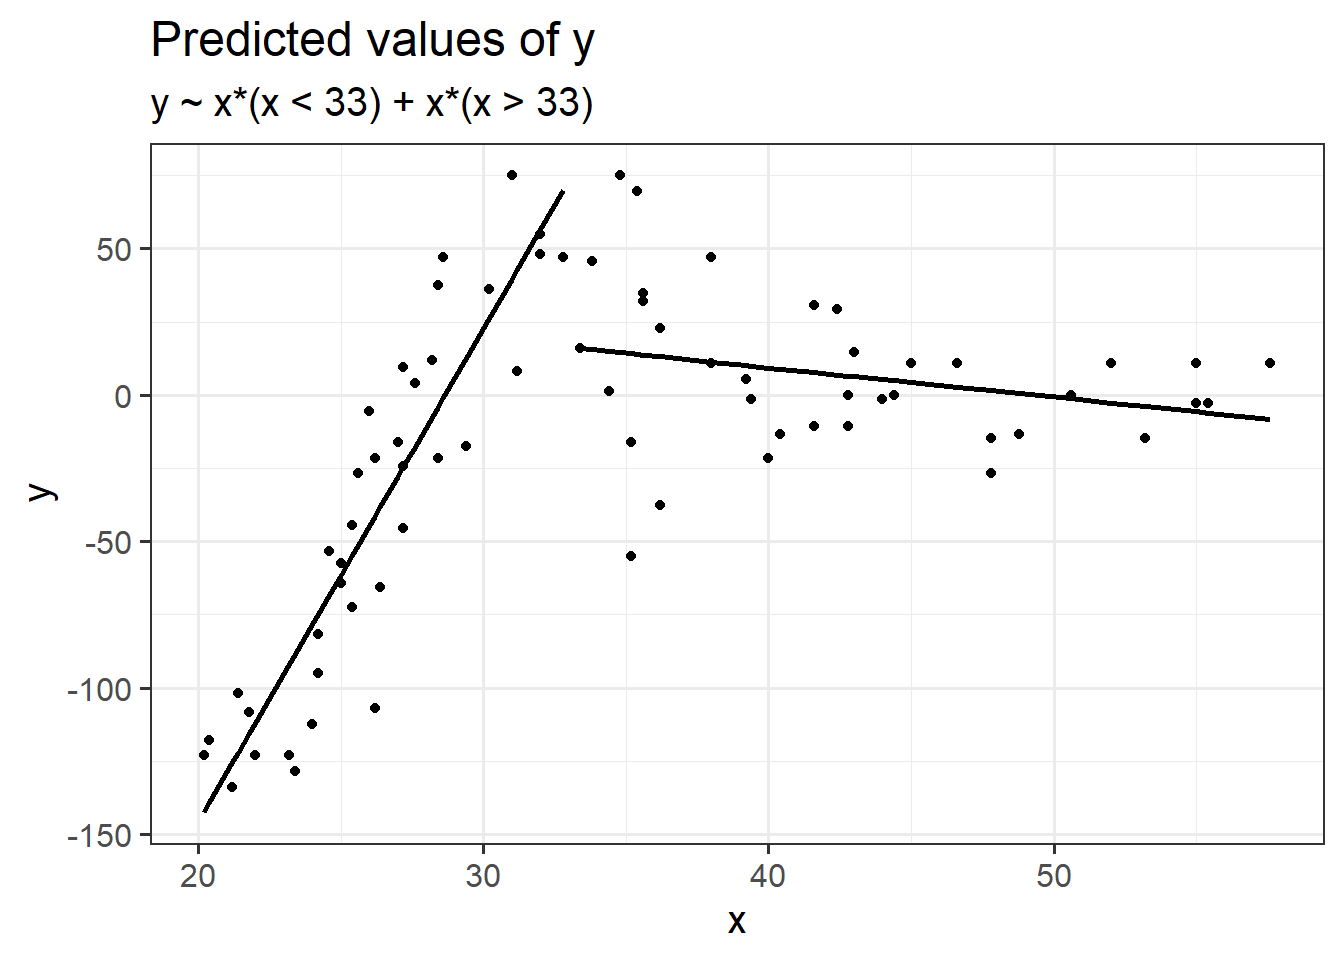 Predicted values of y
y ~ x*(x < 33) + x*(x > 33)
50
0
-50
-100
-150
y
20 30 40 50
x